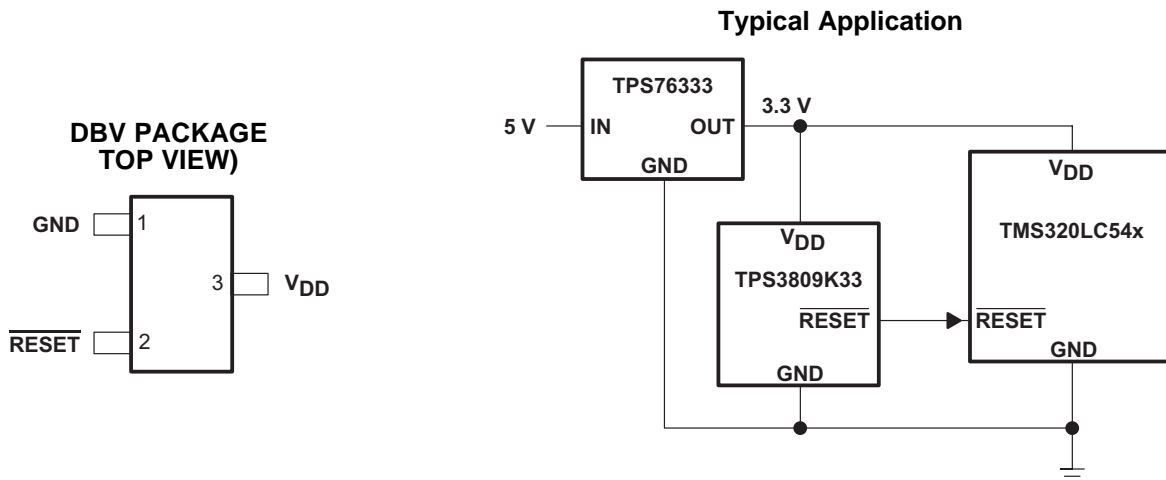 Typical Application
DBV PACKAGE
TOP VIEW)
GND
1
3
VDD
RESET
2
TPS76333
5 V
IN
OUT
GND
3.3 V
VDD
TPS3809K33
RESET
GND
VDD
TMS320LC54x
RESET
GND